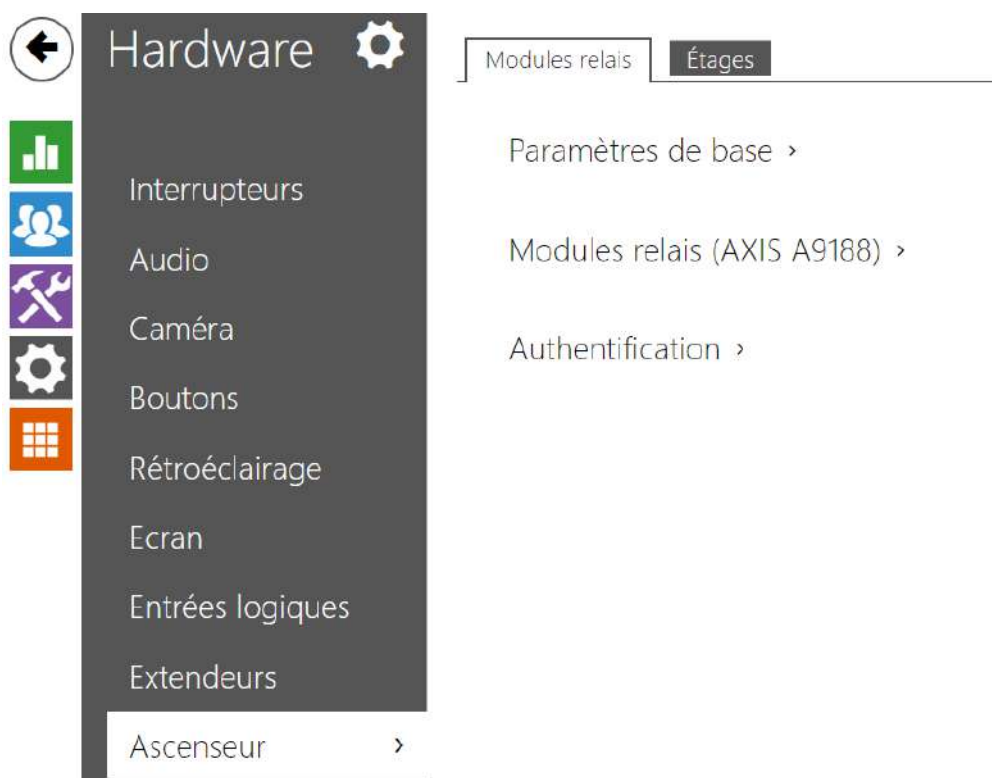 Hardware
Interrupteurs
Audio
Caméra
Boutons
Rétroéclairage
Ecran
Entrées logiques
Extendeurs
Ascenseur
Modules relais
Étages
Paramètres de base
Modules relais (AXIS A9188)
Authentification